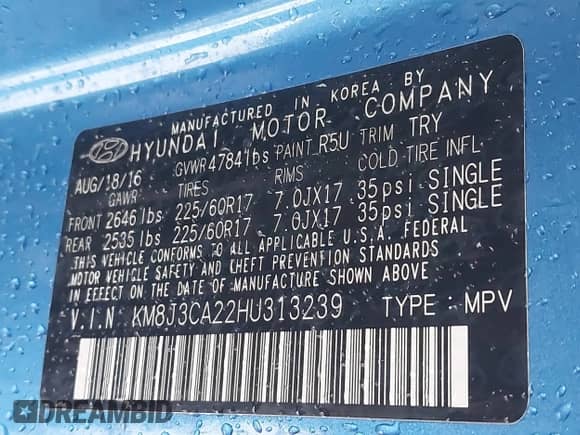 MANUFACTURED IN KOREA BY
HYUNDAI MOTOR COMPANY
AUG/18/16 GVWR 4784lbs PAINT R5U TRIM TRY
GAWR TIRES RIMS COLD TIRE INFL.
FRONT 2646 lbs 225/60R17 7.0JX17 35psi SINGLE
REAR 2535 lbs 225/60R17 7.0JX17 35psi SINGLE
THIS VEHICLE CONFORMS TO ALL APPLICABLE U.S.A. FEDERAL
MOTOR VEHICLE SAFETY AND THEFT PREVENTION STANDARDS
IN EFFECT ON THE DATE OF MANUFACTURE SHOWN ABOVE.
V.I.N KM8J3CA22HU313239 TYPE : MPV
DREAMBID